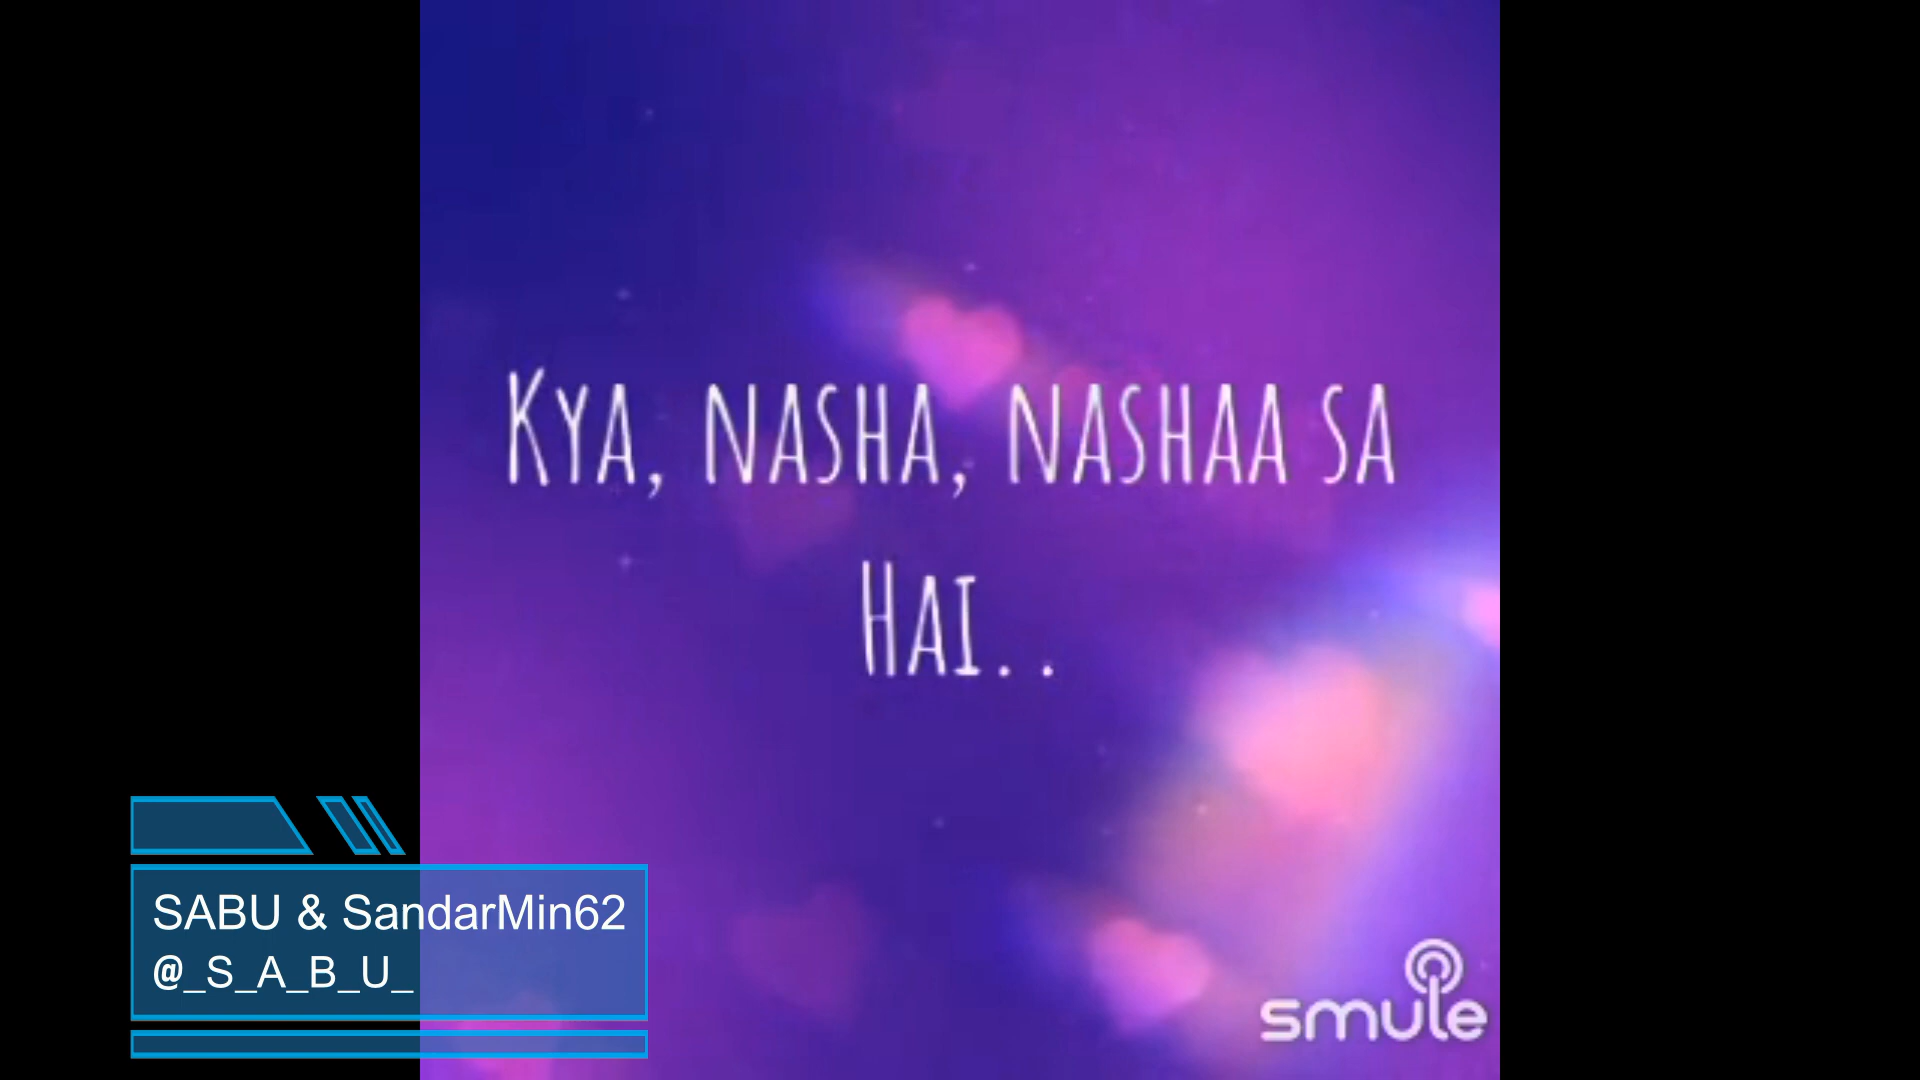 Kya, nasha, nashaa sa
Hai..
SABU & SandarMin62
@_S_A_B_U_
smule